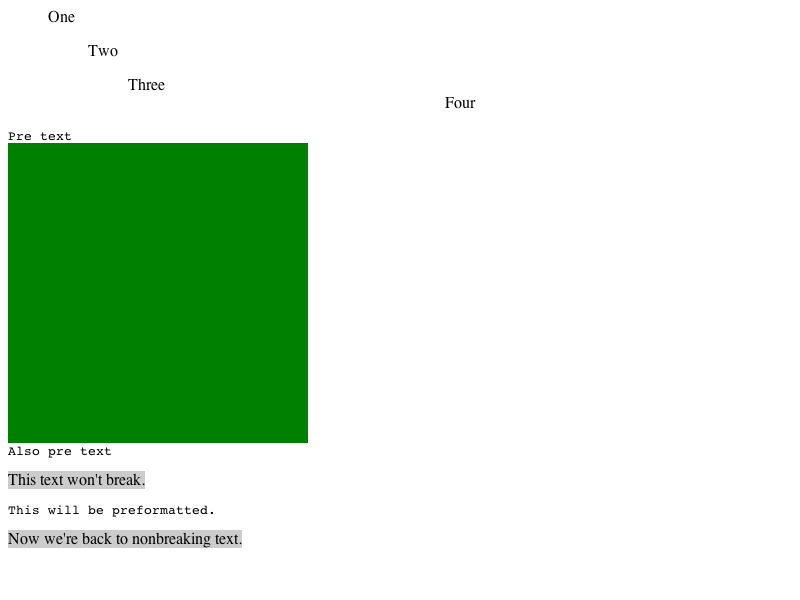 One
Two
Three
Four
Pre text
Also pre text
This text won't break.
This will be preformatted.
Now we're back to nonbreaking text.